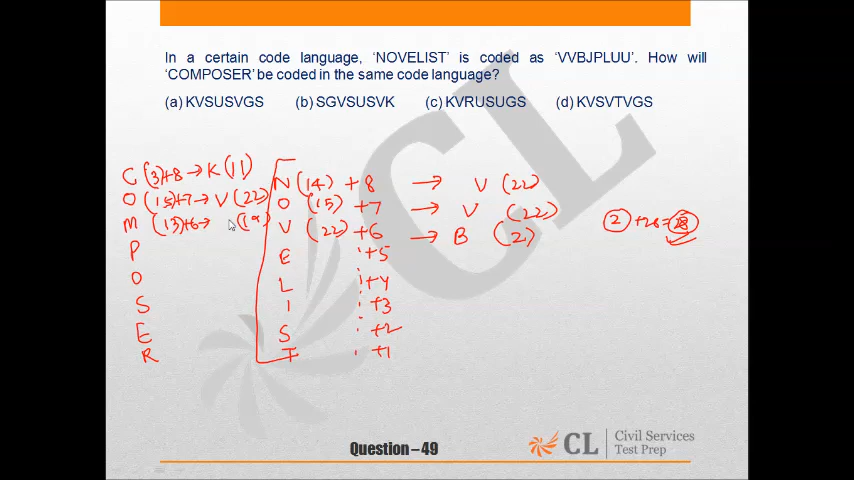 In a certain code language, ‘NOVELIST’ is coded as ‘VVBJPLUU’. How will
‘COMPOSER’ be coded in the same code language?
(a) KVSUSVGS (b) SGVSUSVK (c) KVRUSUGS (d) KVSVTVGS
C (3)+8 → K (11)
O (15)+7 → V (22)
M (13)+6 → (19)
P
O
S
E
R
N (14) +8 → V (22)
O (15) +7 → V (22)
V (22) +6 → B (2)
E +5
L +4
I +3
S +2
T +1
2 +26 = 28
Question – 49
CL
Civil Services
Test Prep